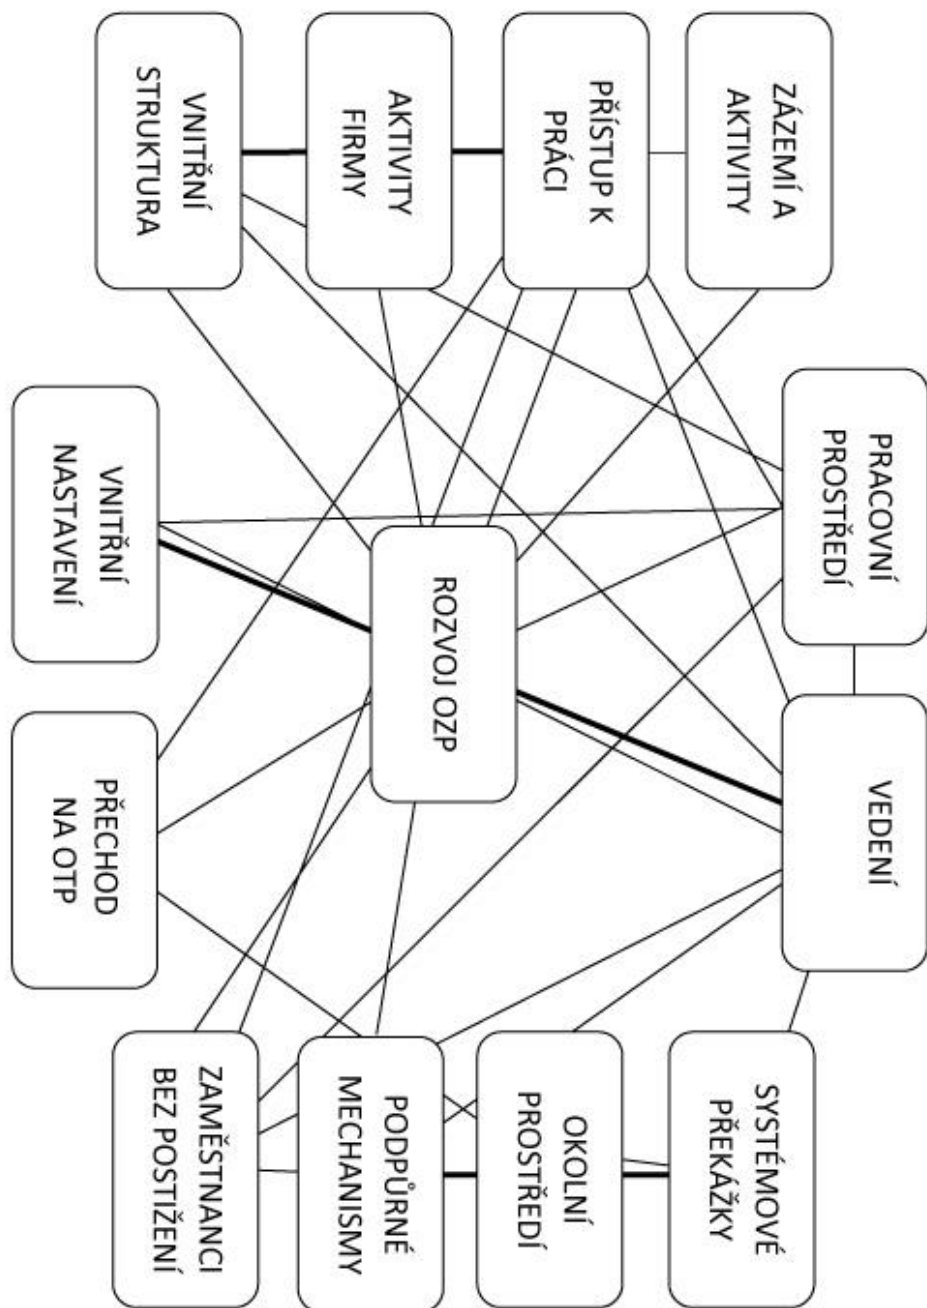 PRACOVNÍ
PROSTŘEDÍ
VEDENÍ
ZÁZEMÍ A
AKTIVITY
SYSTÉMOVÉ
PŘEKÁŽKY
PŘÍSTUP K
PRÁCI
OKOLNÍ
PROSTŘEDÍ
ROZVOJ OZP
AKTIVITY
FIRMY
PODPŮRNÉ
MECHANISMY
VNITŘNÍ
STRUKTURA
ZAMĚSTNANCI
BEZ POSTIŽENÍ
VNITŘNÍ
NASTAVENÍ
PŘECHOD
NA OTP